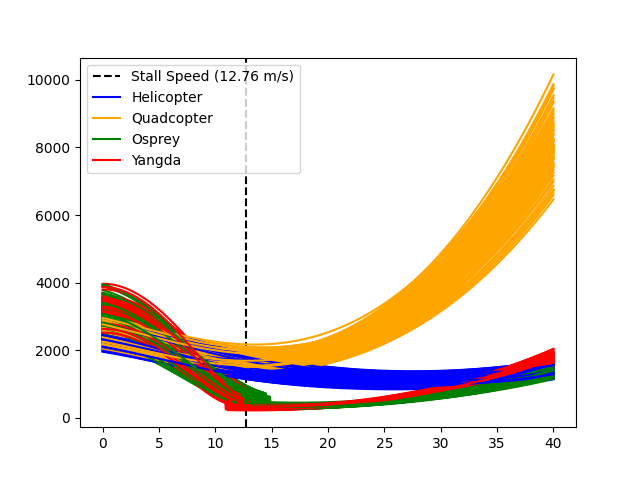 10000
8000
6000
4000
2000
0
Stall Speed (12.76 m/s)
Helicopter
Quadcopter
Osprey
Yangda
0 5 10 15 20 25 30 35 40